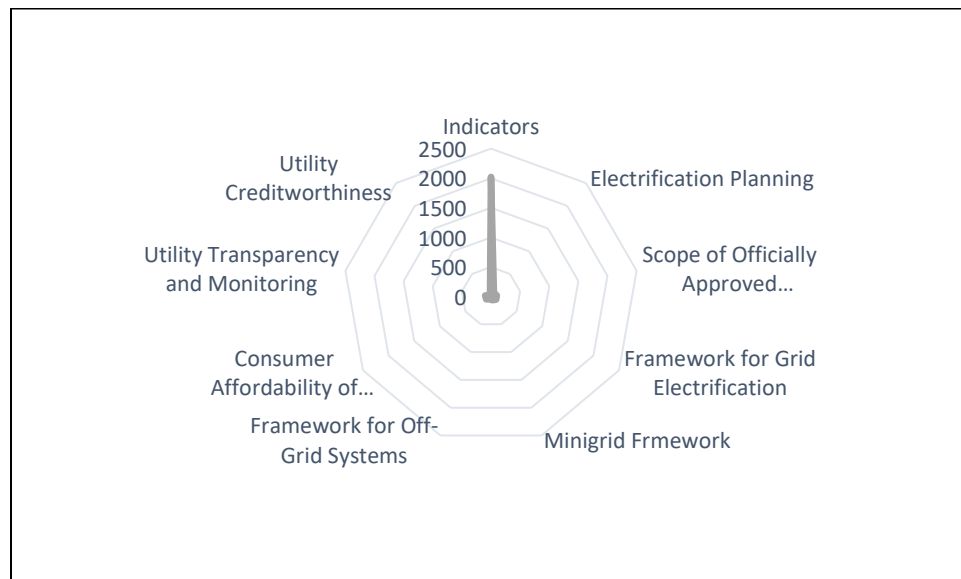 Indicators
2500
2000
1500
1000
500
0
Electrification Planning
Scope of Officially
Approved...
Framework for Grid
Electrification
Minigrid Frmework
Framework for Off-
Grid Systems
Consumer
Affordability of...
Utility Transparency
and Monitoring
Utility
Creditworthiness